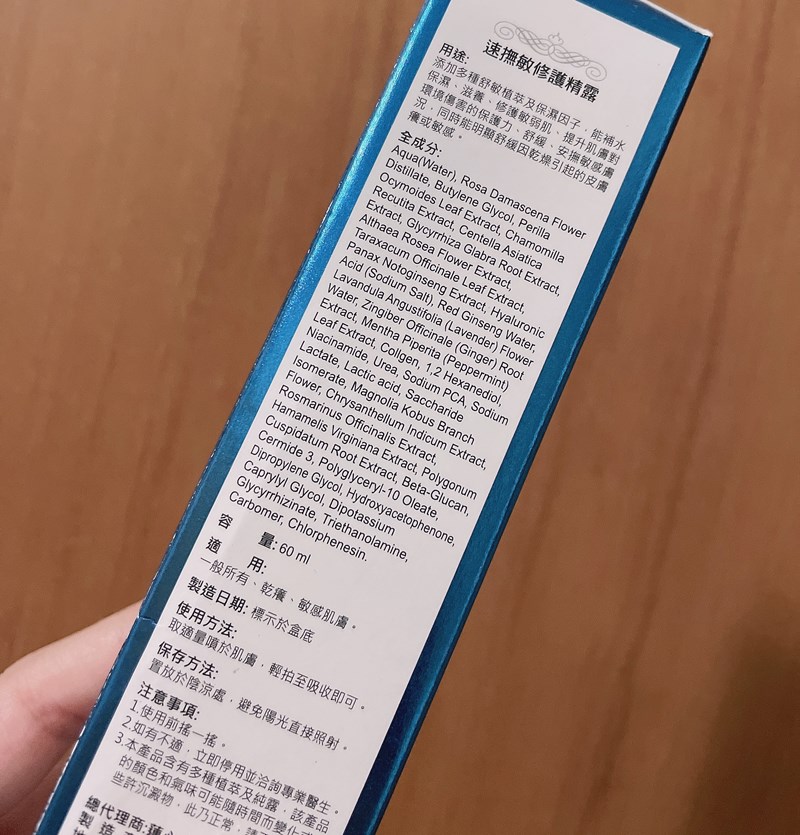 速撫敏修護精露
用途:
添加多種舒敏植萃及保濕因子，能補水
保濕、滋養、修護敏弱肌、提升肌膚對
環境傷害的保護力、舒緩、安撫敏感膚
況，同時能明顯舒緩因乾燥引起的皮膚
癢或敏感。
全成分:
Aqua(Water), Rosa Damascena Flower
Distillate, Butylene Glycol, Perilla
Ocymoides Leaf Extract, Chamomilla
Recutita Extract, Centella Asiatica
Extract, Glycyrrhiza Glabra Root Extract,
Althaea Rosea Flower Extract,
Taraxacum Officinale Leaf Extract,
Panax Notoginseng Extract, Hyaluronic
Acid (Sodium Salt), Red Ginseng Water,
Lavandula Angustifolia (Lavender) Flower
Water, Zingiber Officinale (Ginger) Root
Extract, Mentha Piperita (Peppermint)
Leaf Extract, Collgen, 1,2 Hexanediol,
Niacinamide, Urea, Sodium PCA, Sodium
Lactate, Lactic acid, Saccharide
Isomerate, Magnolia Kobus Branch
Flower, Chrysanthellum Indicum Extract,
Rosmarinus Officinalis Extract,
Hamamelis Virginiana Extract, Polygonum
Cuspidatum Root Extract, Beta-Glucan,
Cermide 3, Polyglyceryl-10 Oleate,
Dipropylene Glycol, Hydroxyacetophenone,
Caprylyl Glycol, Dipotassium
Glycyrrhizinate, Triethanolamine,
Carbomer, Chlorphenesin.
容 量: 60 ml
適 用:
一般所有、乾癢、敏感肌膚。
製造日期: 標示於盒底
使用方法:
取適量噴於肌膚，輕拍至吸收即可。
保存方法:
置放於陰涼處，避免陽光直接照射。
注意事項:
1.使用前搖一搖。
2.如有不適，立即停用並洽詢專業醫生。
3.本產品含有多種植萃及純露，該產品
的顏色和氣味可能隨時間而變化或
些許沉澱物，此乃正常，請
總代理商:蓮
製造